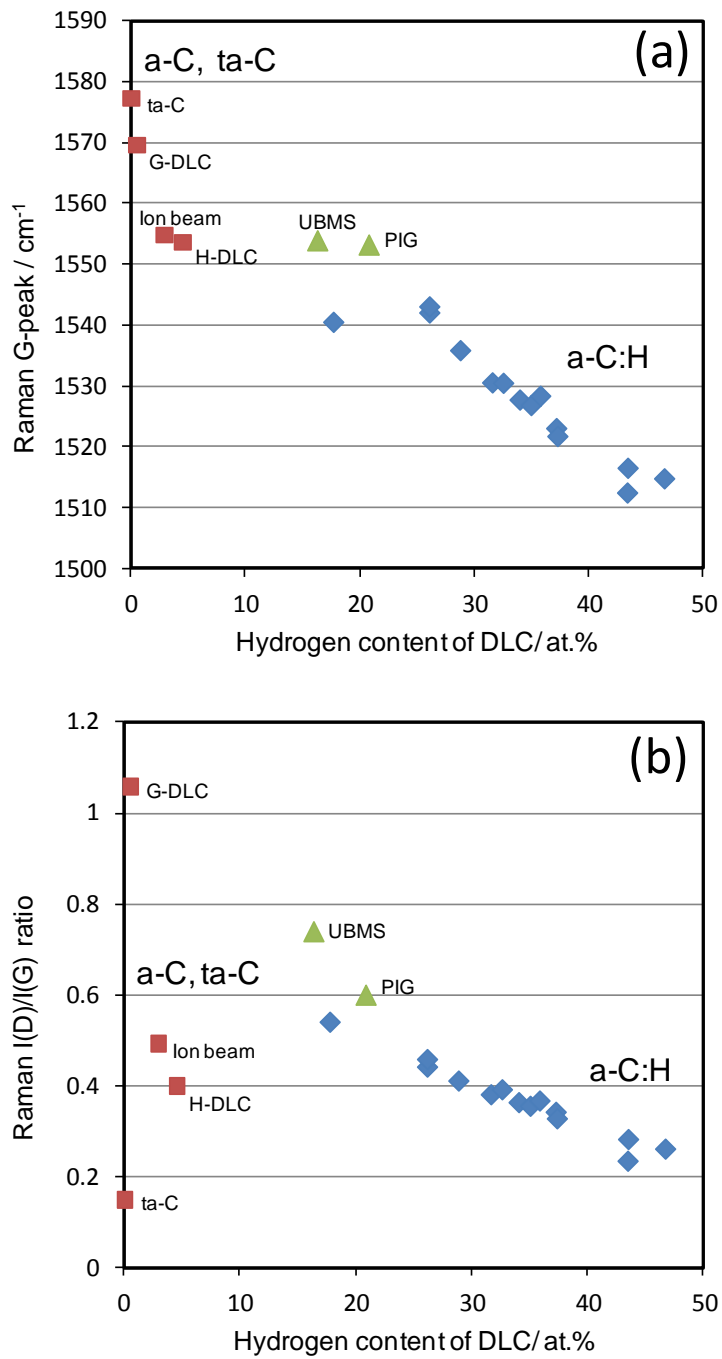 (a)
a-C, ta-C
1590
1580
1570
1560
1550
1540
1530
1520
1510
1500
Raman G-peak / cm-1
ta-C
G-DLC
Ion beam
H-DLC
UBMS
PIG
a-C:H
0 10 20 30 40 50
Hydrogen content of DLC/ at.%
(b)
1.2
1
0.8
0.6
0.4
0.2
0
Raman I(D)/I(G) ratio
G-DLC
UBMS
a-C, ta-C
PIG
Ion beam
H-DLC
a-C:H
ta-C
0 10 20 30 40 50
Hydrogen content of DLC/ at.%